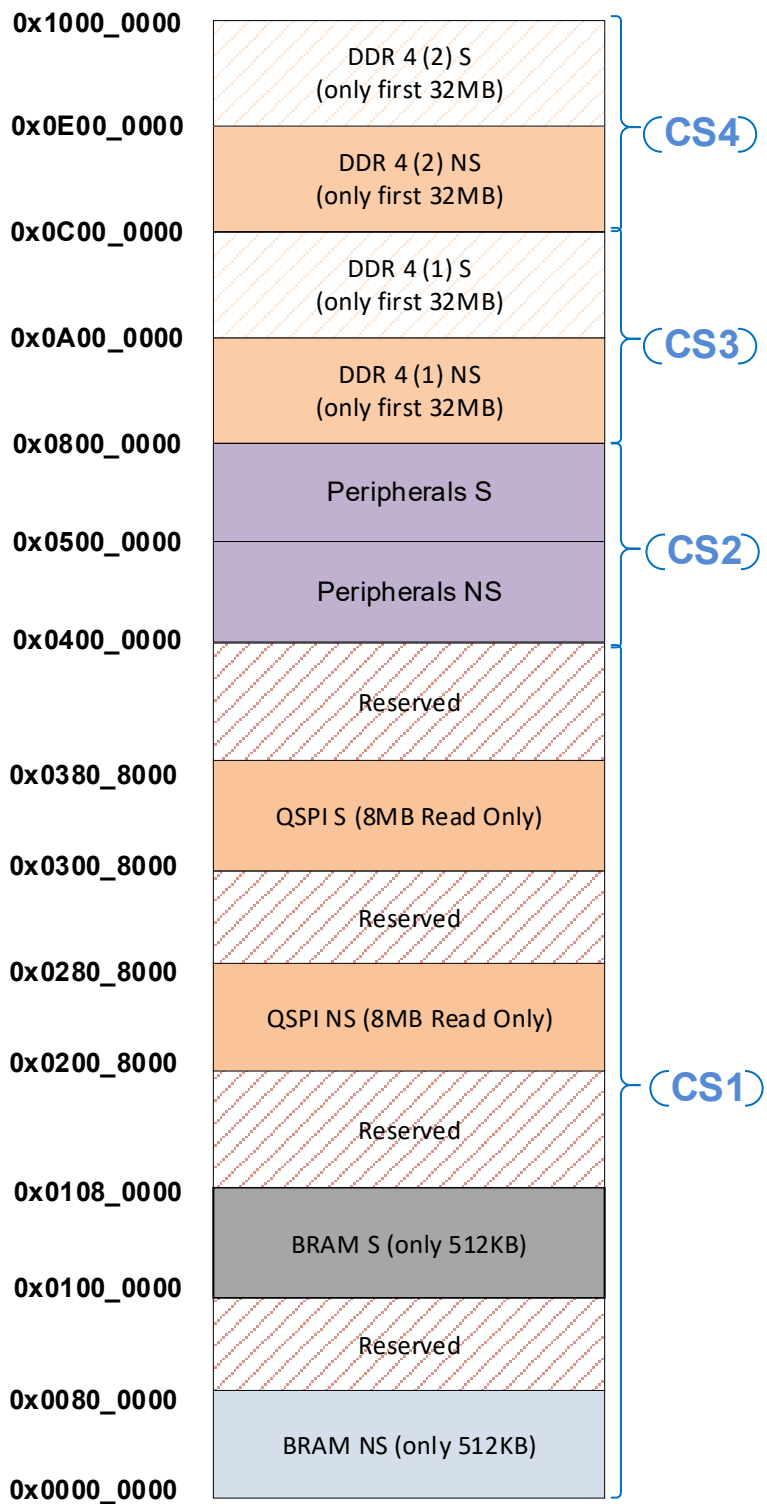 0x1000_0000
DDR 4 (2) S
(only first 32MB)
0x0E00_0000
(CS4)
DDR 4 (2) NS
(only first 32MB)
0x0C00_0000
DDR 4 (1) S
(only first 32MB)
0x0A00_0000
(CS3)
DDR 4 (1) NS
(only first 32MB)
0x0800_0000
Peripherals S
0x0500_0000
(CS2)
Peripherals NS
0x0400_0000
Reserved
0x0380_8000
QSPI S (8MB Read Only)
0x0300_8000
Reserved
0x0280_8000
QSPI NS (8MB Read Only)
0x0200_8000
(CS1)
Reserved
0x0108_0000
BRAM S (only 512KB)
0x0100_0000
Reserved
0x0080_0000
BRAM NS (only 512KB)
0x0000_0000